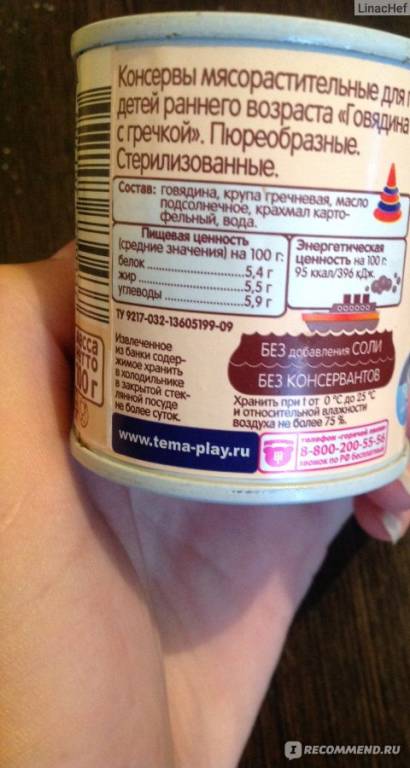 LinacHef
Консервы мясорастительные для
детей раннего возраста «Говядина
с гречкой». Пюреобразные.
Стерилизованные.
Состав: говядина, крупа гречневая, масло
подсолнечное, крахмал карто-
фельный, вода.
Пищевая ценность
(средние значения) на 100 г:
белок 5,4 г
жир 5,5 г
углеводы 5,9 г
Энергетическая
ценность на 100 г:
95 ккал/396 кДж.
ТУ 9217-032-13605199-09
Извлеченное
из банки содер-
жимое хранить
в холодильнике
в закрытой стек-
лянной посуде
не более суток.
БЕЗ добавления СОЛИ
БЕЗ КОНСЕРВАНТОВ
Хранить при t от 0 °C до 25 °C
и относительной влажности
воздуха не более 75 %.
www.tema-play.ru
телефон «горячей линии»
8-800-200-55-56
звонок по РФ бесплатный
IRECOMMEND.RU